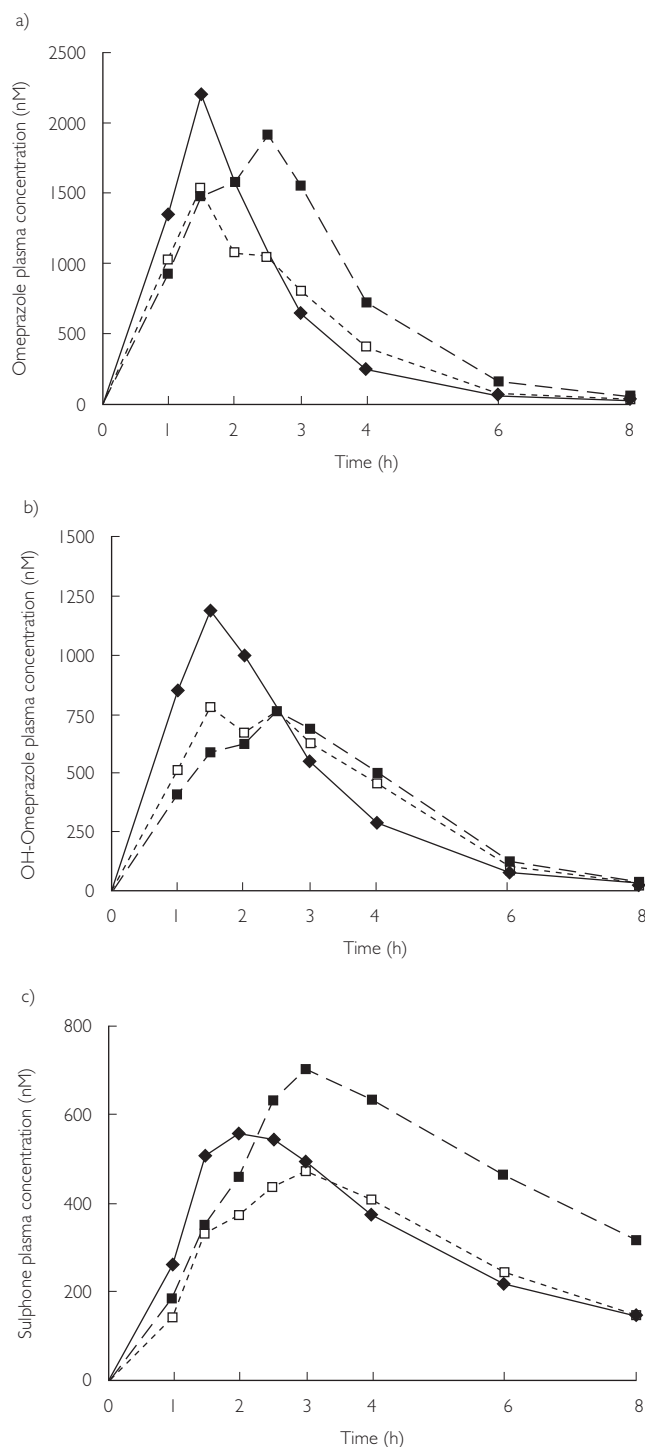 a)
Omeprazole plasma concentration (nM)
2500
2000
1500
1000
500
0
0 1 2 3 4 6 8
Time (h)
b)
OH-Omeprazole plasma concentration (nM)
1500
1250
1000
750
500
250
0
0 1 2 3 4 6 8
Time (h)
c)
Sulphone plasma concentration (nM)
800
600
400
200
0
0 1 2 3 4 6 8
Time (h)